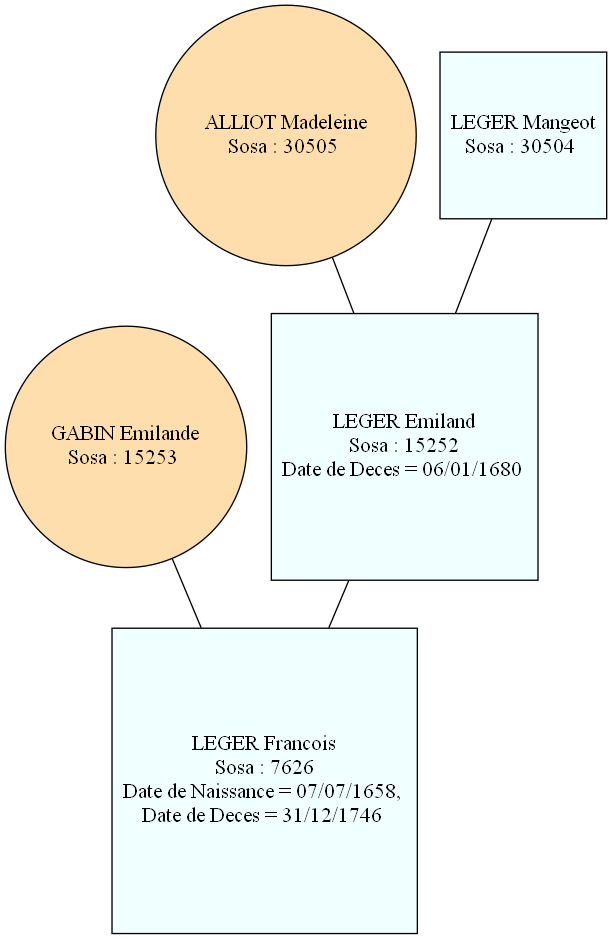 ALLIOT Madeleine
Sosa : 30505
LEGER Mangeot
Sosa : 30504
LEGER Emiland
Sosa : 15252
Date de Deces = 06/01/1680
GABIN Emilande
Sosa : 15253
LEGER Francois
Sosa : 7626
Date de Naissance = 07/07/1658,
Date de Deces = 31/12/1746